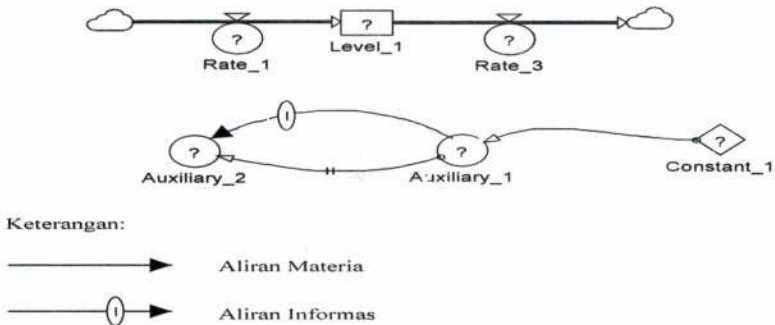 ? ? ?
Rate_1 Level_1 Rate_3
I
? ? ?
Auxiliary_2 Auxiliary_1 Constant_1
Keterangan:
Aliran Materia
I Aliran Informas